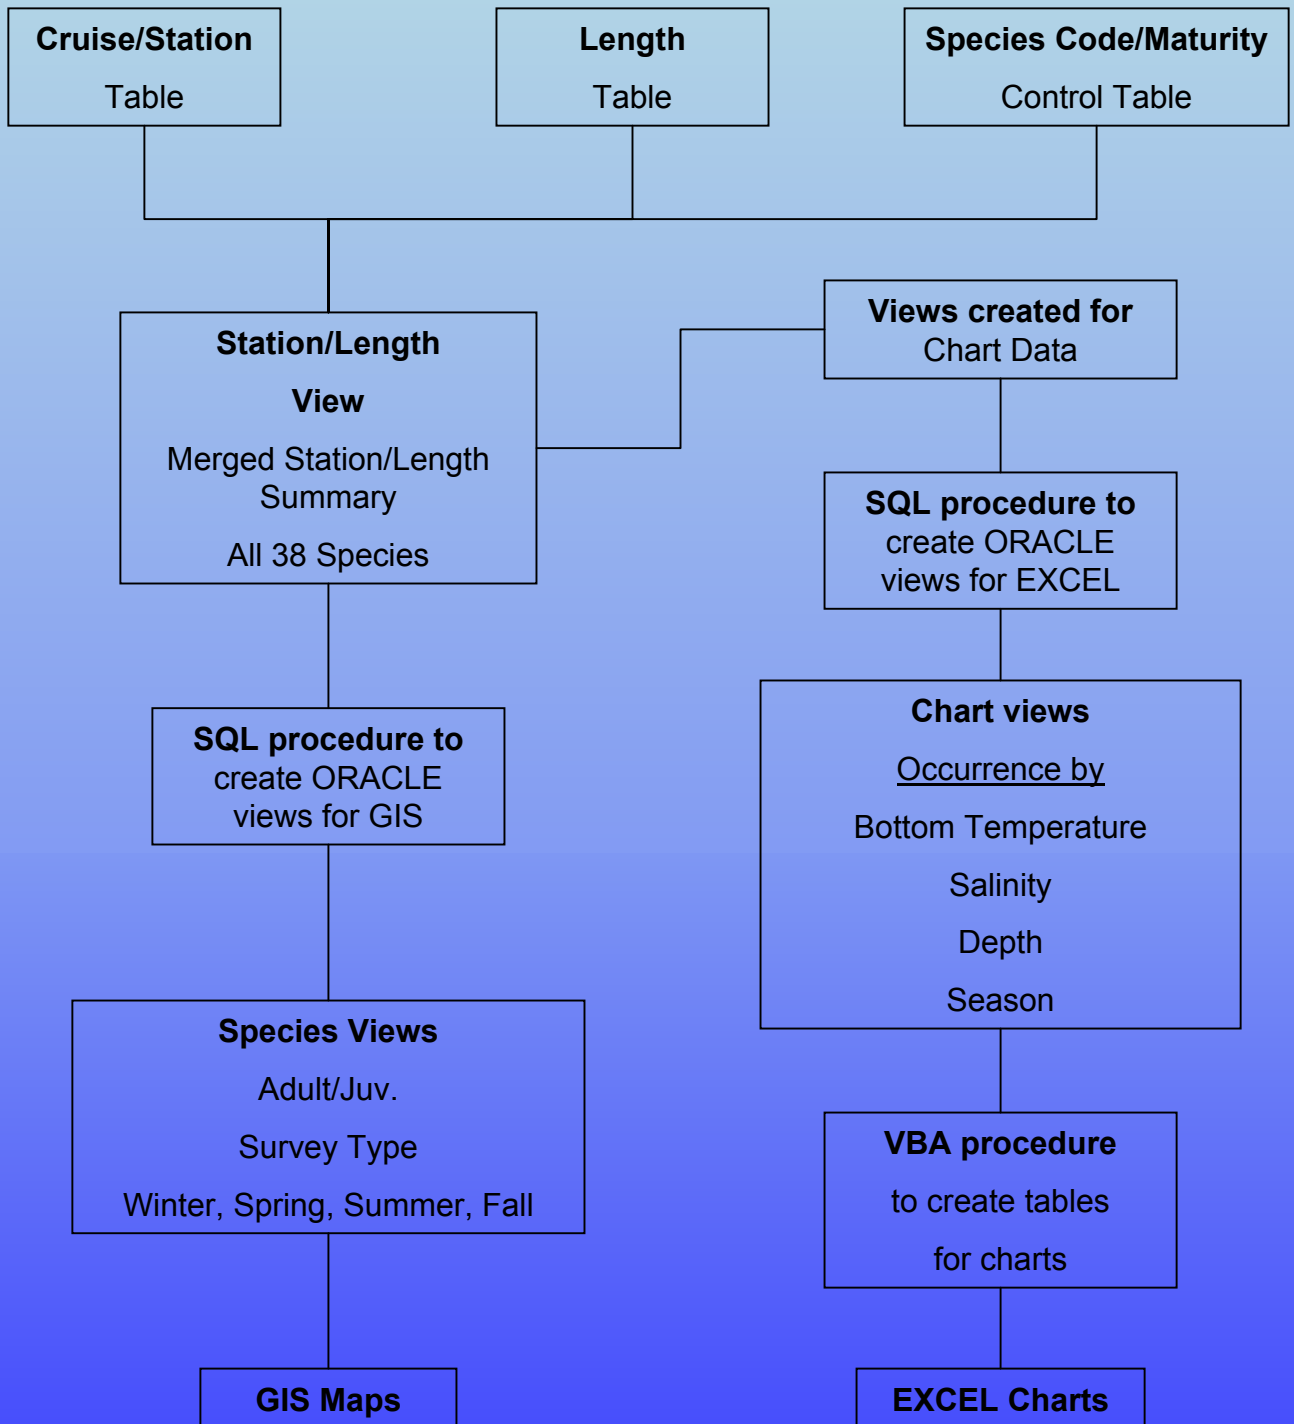 Cruise/Station
Table
Length
Table
Species Code/Maturity
Control Table
Station/Length
View
Merged Station/Length
Summary
All 38 Species
Views created for
Chart Data
SQL procedure to
create ORACLE
views for EXCEL
SQL procedure to
create ORACLE
views for GIS
Chart views
Occurrence by
Bottom Temperature
Salinity
Depth
Season
Species Views
Adult/Juv.
Survey Type
Winter, Spring, Summer, Fall
VBA procedure
to create tables
for charts
GIS Maps
EXCEL Charts